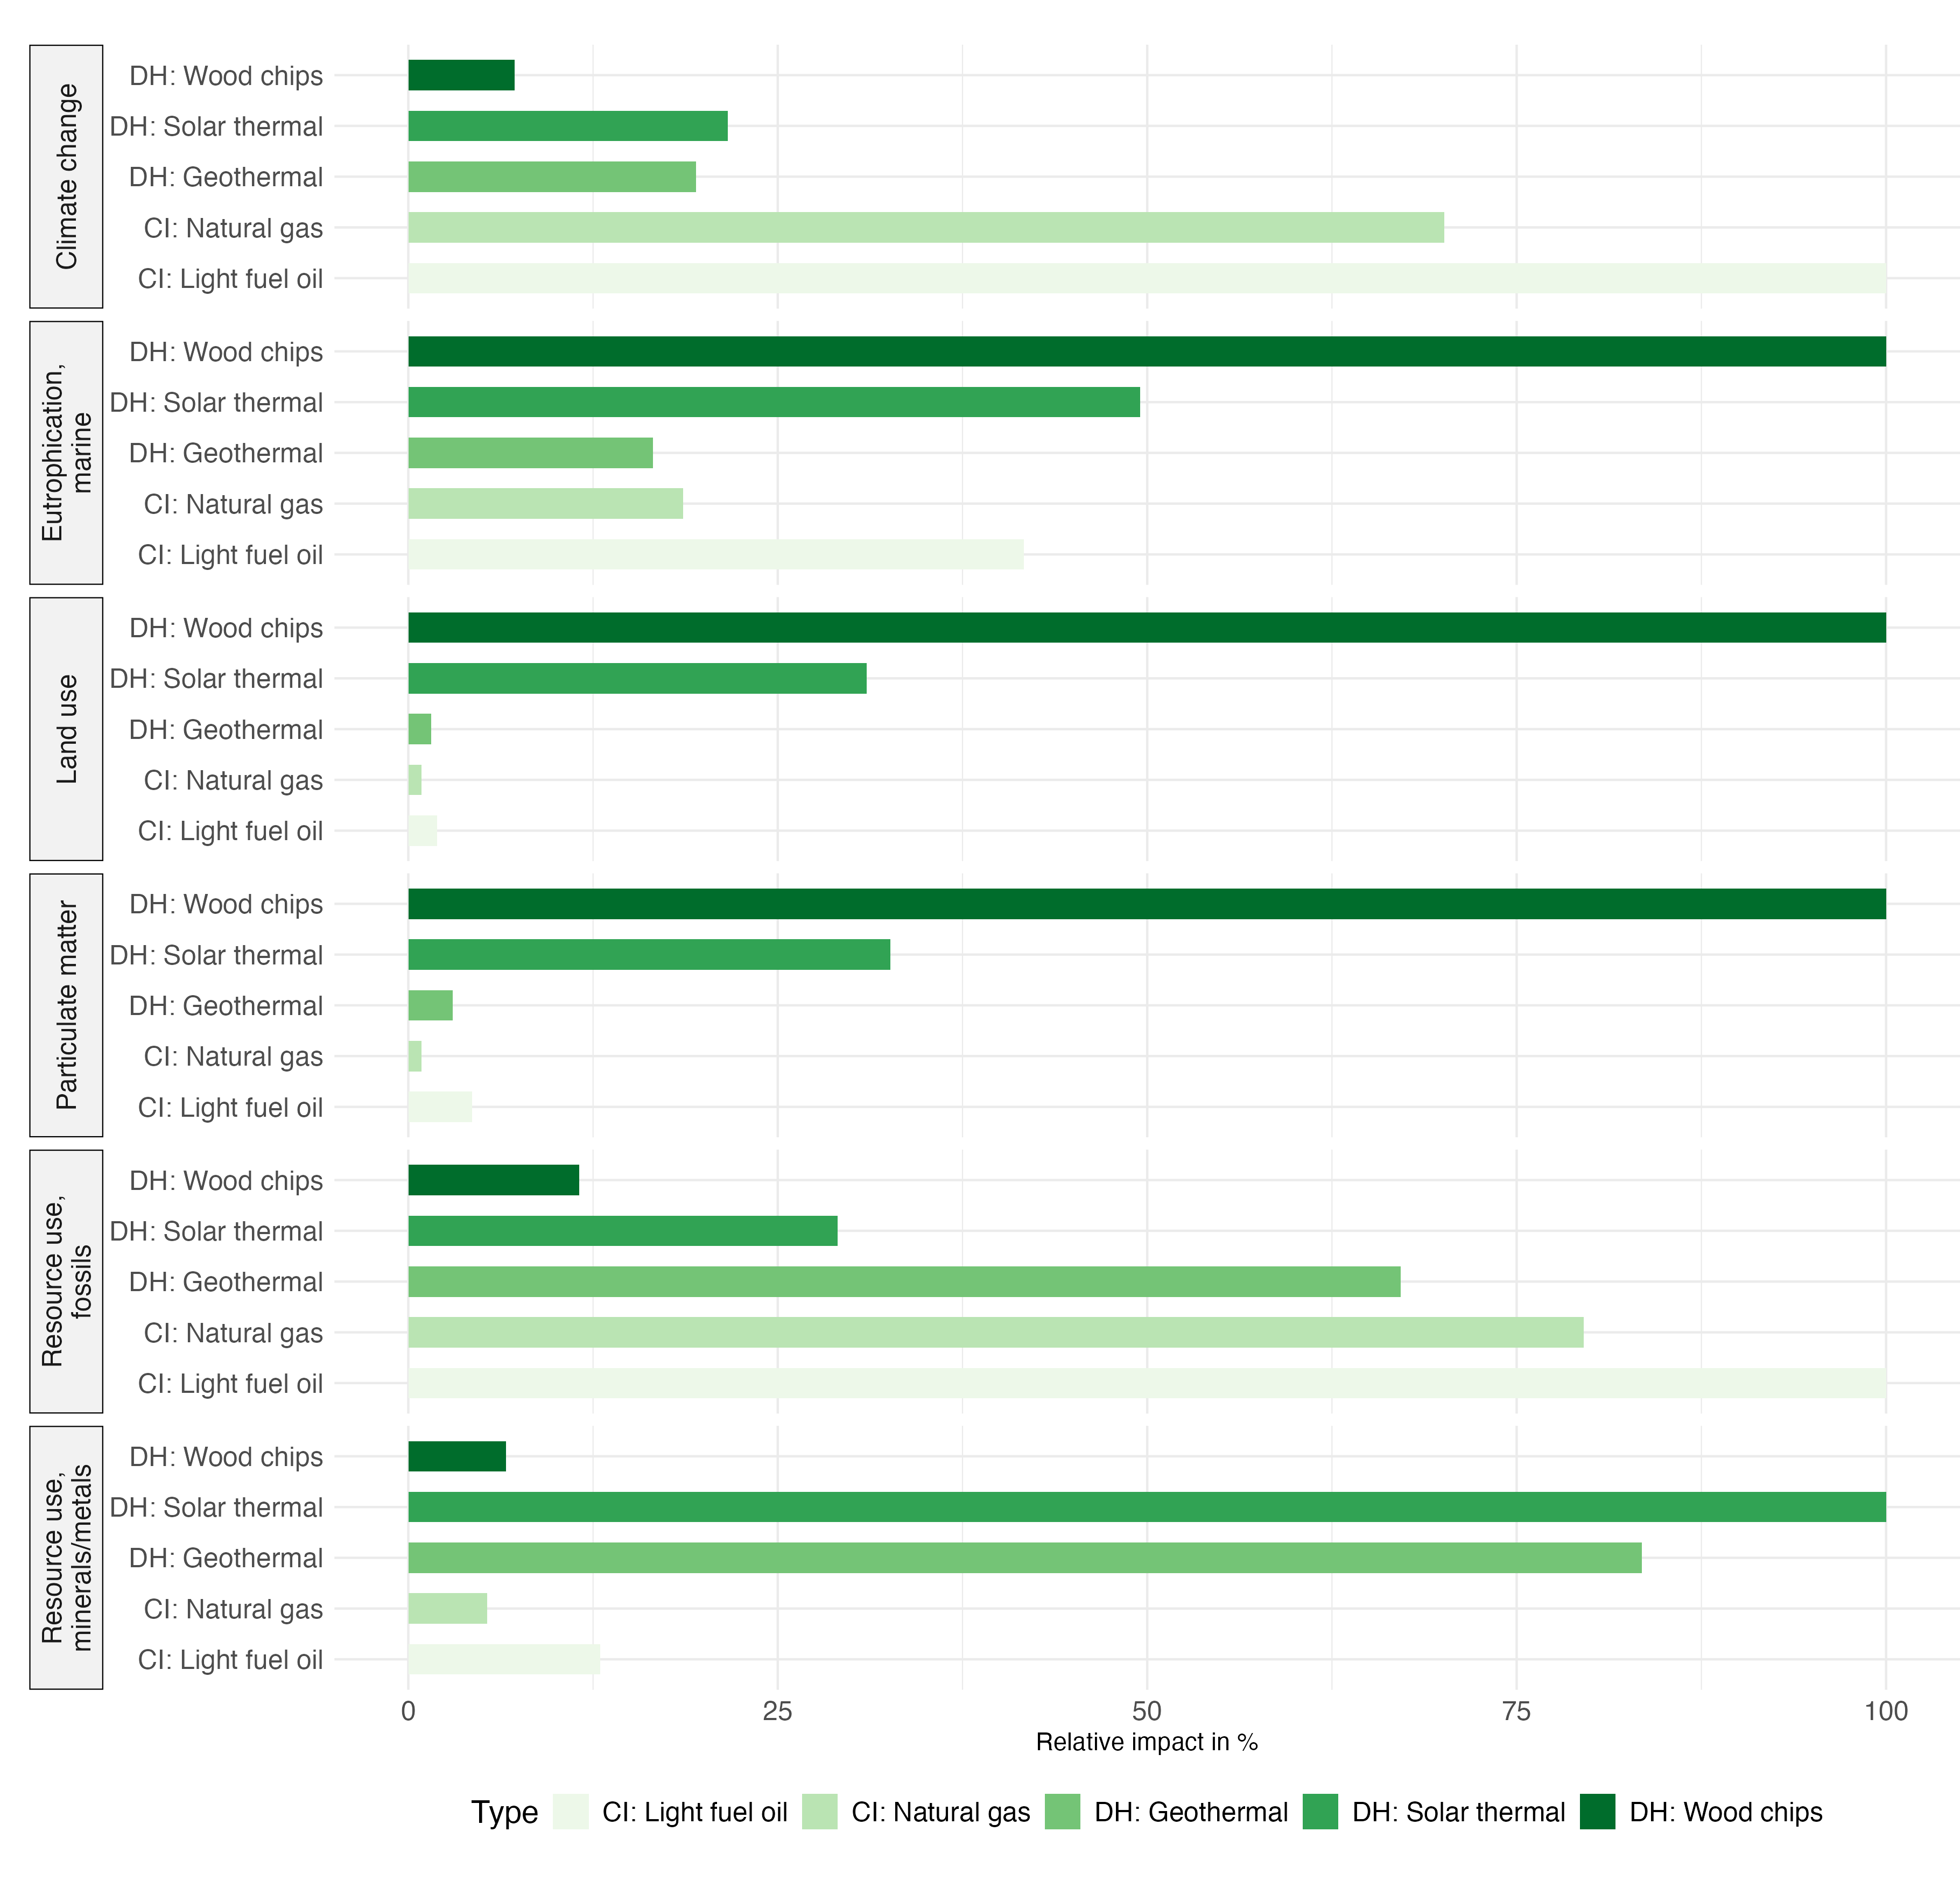 Climate change
DH: Wood chips
DH: Solar thermal
DH: Geothermal
CI: Natural gas
CI: Light fuel oil
Eutrophication,
marine
DH: Wood chips
DH: Solar thermal
DH: Geothermal
CI: Natural gas
CI: Light fuel oil
Land use
DH: Wood chips
DH: Solar thermal
DH: Geothermal
CI: Natural gas
CI: Light fuel oil
Particulate matter
DH: Wood chips
DH: Solar thermal
DH: Geothermal
CI: Natural gas
CI: Light fuel oil
Resource use,
fossils
DH: Wood chips
DH: Solar thermal
DH: Geothermal
CI: Natural gas
CI: Light fuel oil
Resource use,
minerals/metals
DH: Wood chips
DH: Solar thermal
DH: Geothermal
CI: Natural gas
CI: Light fuel oil
0 25 50 75 100
Relative impact in %
Type CI: Light fuel oil CI: Natural gas DH: Geothermal DH: Solar thermal DH: Wood chips